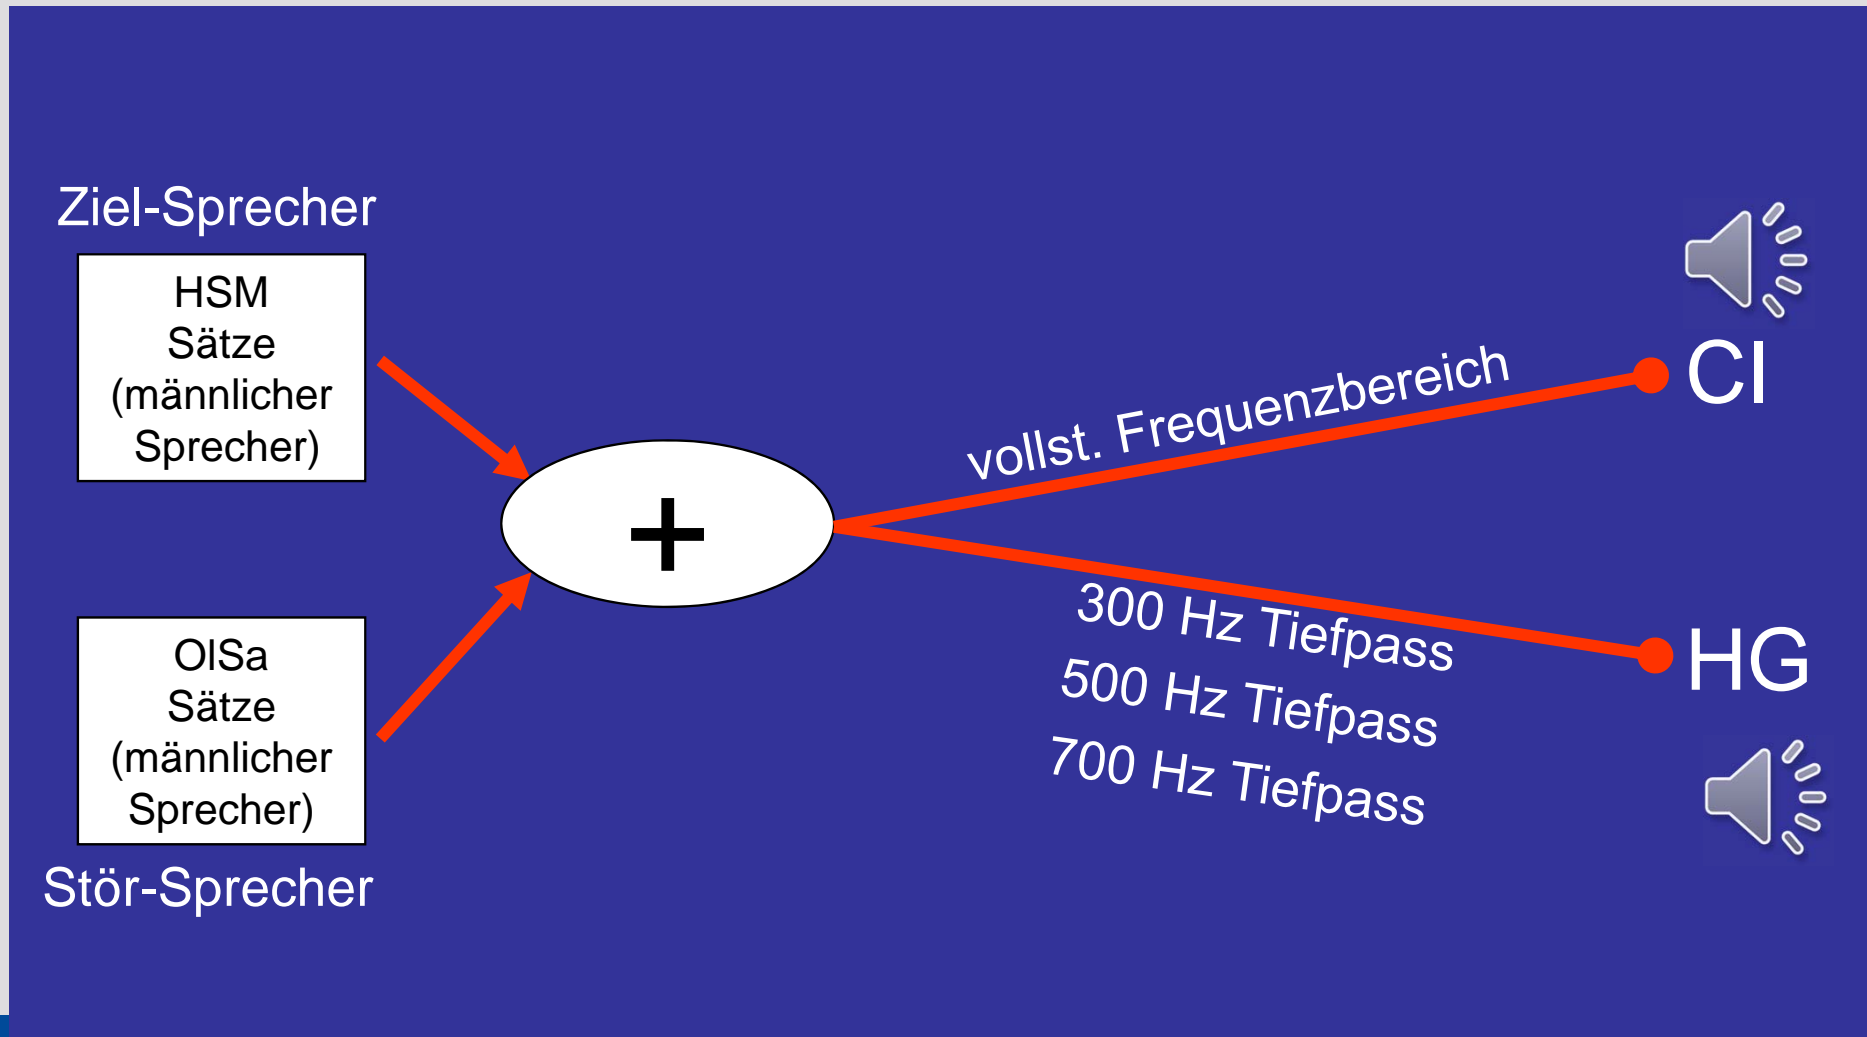 Ziel-Sprecher
HSM
Sätze
(männlicher
Sprecher)
+
OlSa
Sätze
(männlicher
Sprecher)
Stör-Sprecher
vollst. Frequenzbereich
CI
300 Hz Tiefpass
500 Hz Tiefpass
700 Hz Tiefpass
HG